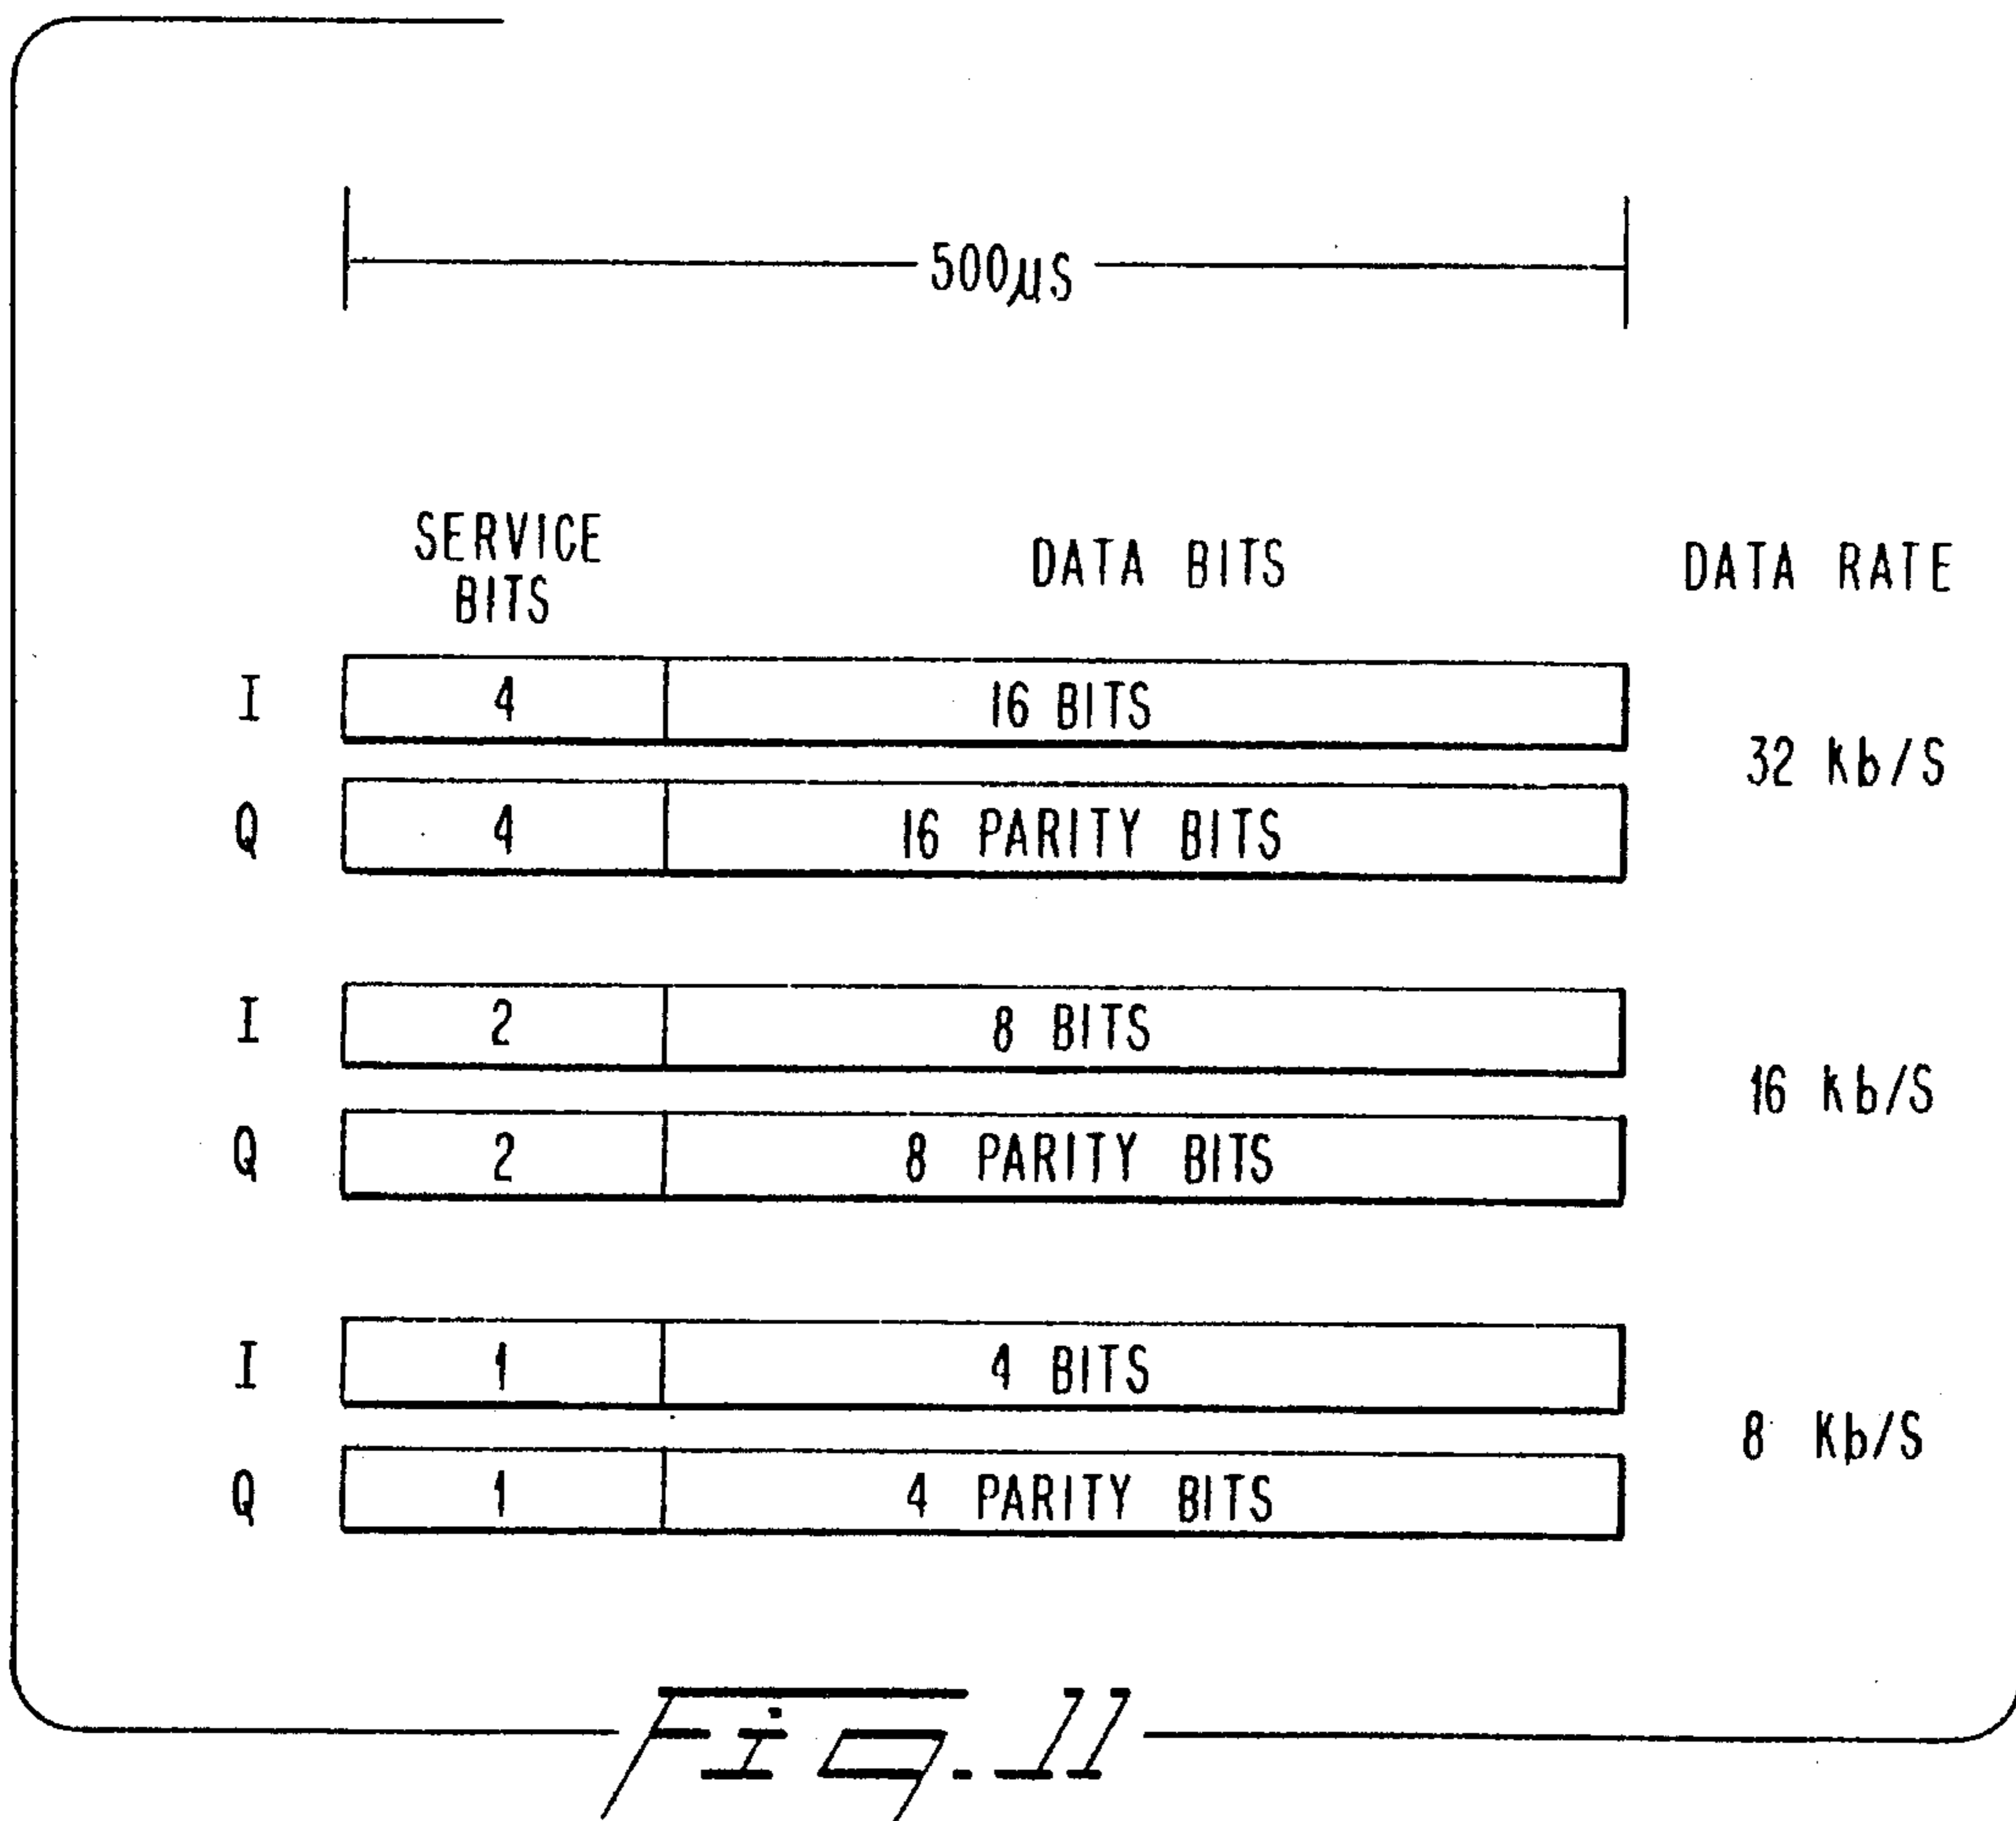 500µs
SERVICE BITS DATA BITS DATA RATE
I 4 16 BITS
32 Kb/S
Q 4 16 PARITY BITS
I 2 8 BITS
16 Kb/S
Q 2 8 PARITY BITS
I 1 4 BITS
8 Kb/S
Q 1 4 PARITY BITS
Fig. 11